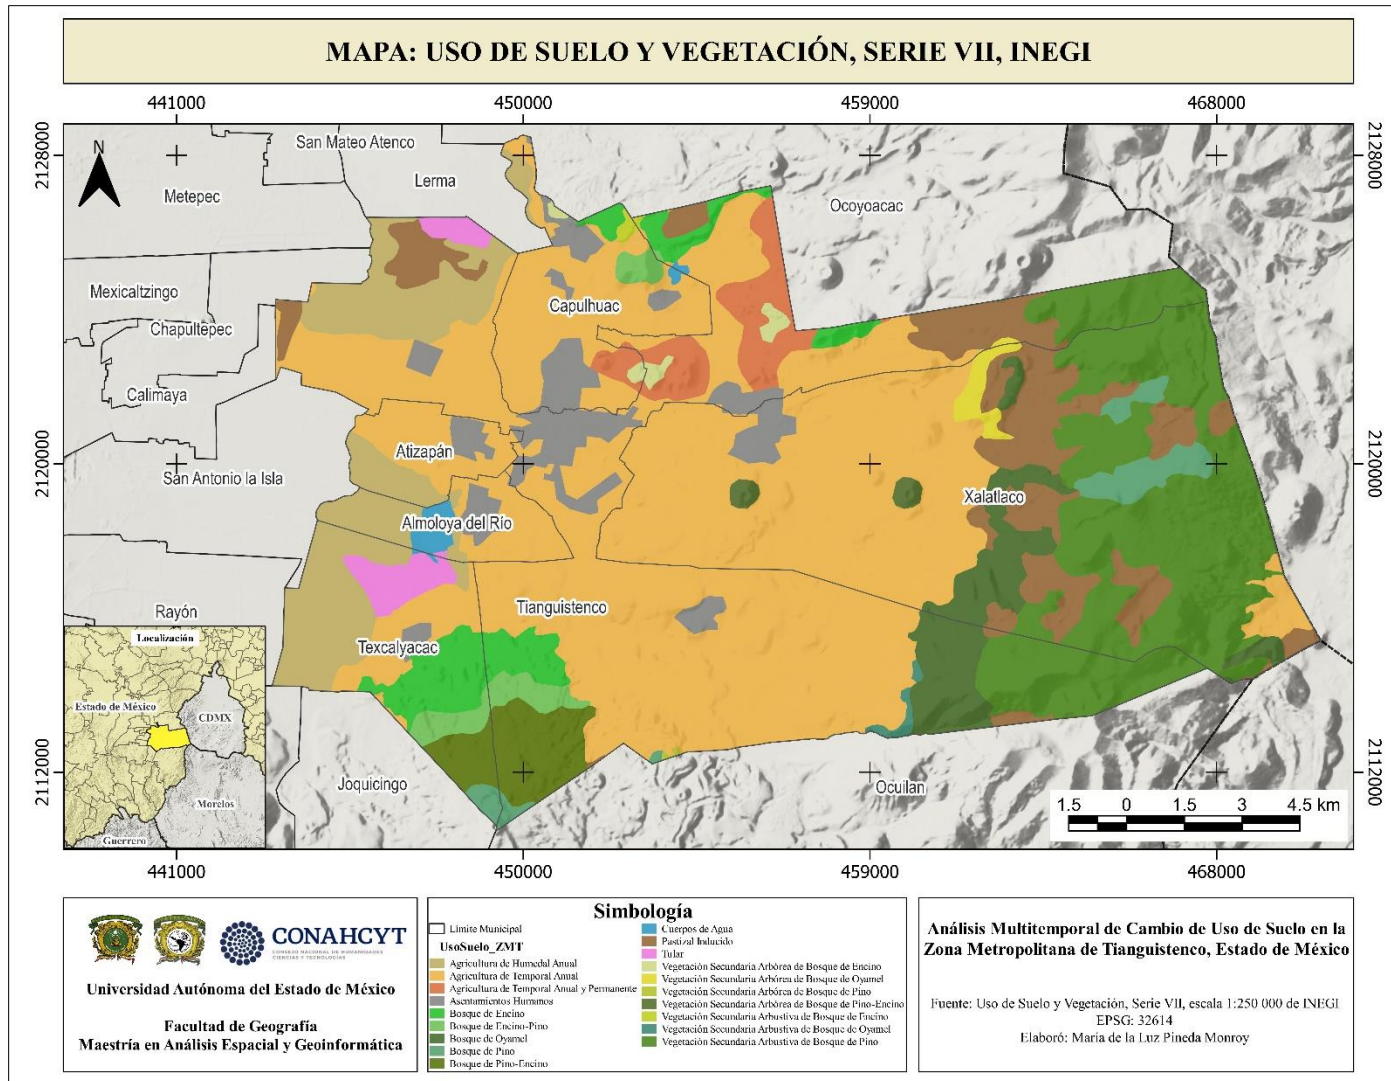 MAPA: USO DE SUELO Y VEGETACIÓN, SERIE VII, INEGI
441000 450000 459000 468000
2128000
2128000
N
San Mateo Atenco
Lerma
Metepec
Ocoyoacac
Mexicaltzingo
Capulhuac
Chapultepec
Calimaya
2120000
2120000
Atizapán
San Antonio la Isla
Xalatlaco
Almoloya del Río
Rayón
Tianguistenco
Texcalyacac
Localización
Estado de México
CDMX
Morelos
Guerrero
2112000
2112000
Joquicingo
Ocuilan
1.5 0 1.5 3 4.5 km
441000 450000 459000 468000
CONAHCYT
CONSEJO NACIONAL DE HUMANIDADES
CIENCIAS Y TECNOLOGÍAS
Universidad Autónoma del Estado de México
Facultad de Geografía
Maestría en Análisis Espacial y Geoinformática
Simbología
Límite Municipal
UsoSuelo_ZMT
Agricultura de Humedal Anual
Agricultura de Temporal Anual
Agricultura de Temporal Anual y Permanente
Asentamientos Humanos
Bosque de Encino
Bosque de Encino-Pino
Bosque de Oyamel
Bosque de Pino
Bosque de Pino-Encino
Cuerpos de Agua
Pastizal Inducido
Tular
Vegetación Secundaria Arbórea de Bosque de Encino
Vegetación Secundaria Arbórea de Bosque de Oyamel
Vegetación Secundaria Arbórea de Bosque de Pino
Vegetación Secundaria Arbórea de Bosque de Pino-Encino
Vegetación Secundaria Arbustiva de Bosque de Encino
Vegetación Secundaria Arbustiva de Bosque de Oyamel
Vegetación Secundaria Arbustiva de Bosque de Pino
Análisis Multitemporal de Cambio de Uso de Suelo en la
Zona Metropolitana de Tianguistenco, Estado de México
Fuente: Uso de Suelo y Vegetación, Serie VII, escala 1:250 000 de INEGI
EPSG: 32614
Elaboró: María de la Luz Pineda Monroy